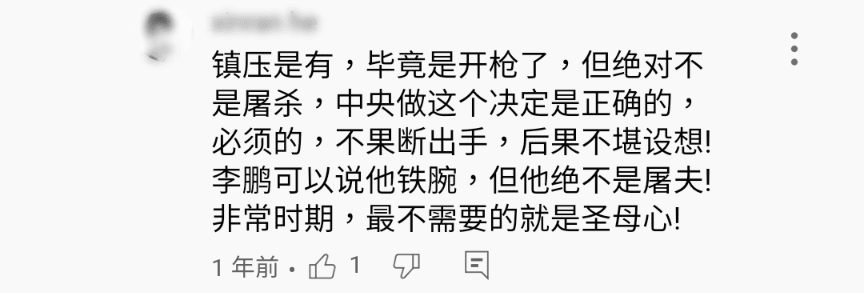 镇压是有，毕竟是开枪了，但绝对不
是屠杀，中央做这个决定是正确的，
必须的，不果断出手，后果不堪设想!
李鹏可以说他铁腕，但他绝不是屠夫!
非常时期，最不需要的就是圣母心!
1 年前 • 1